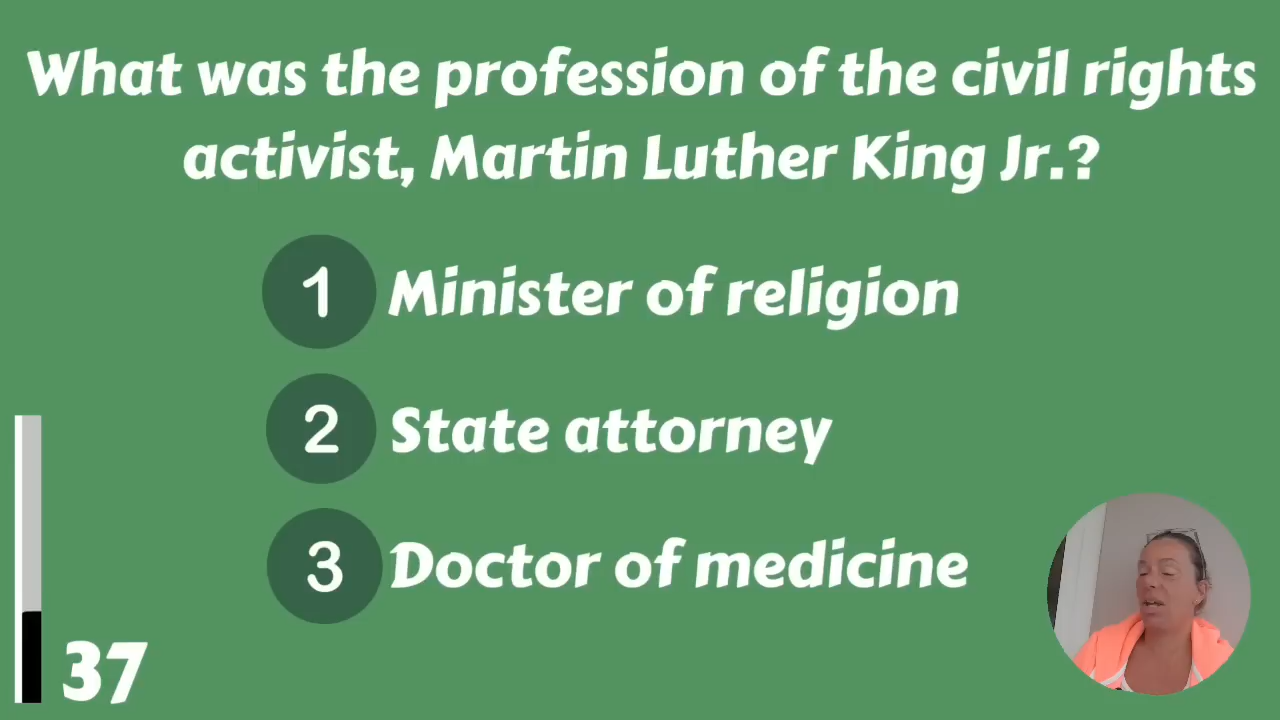 What was the profession of the civil rights
activist, Martin Luther King Jr.?
1 Minister of religion
2 State attorney
3 Doctor of medicine
37